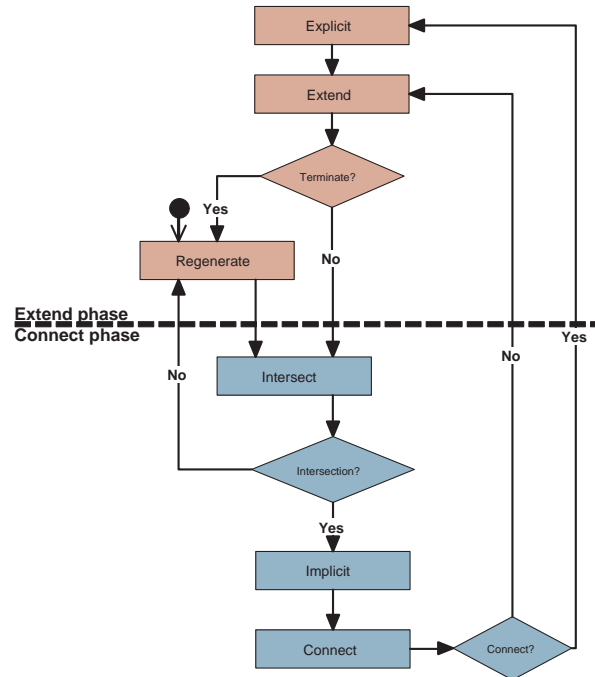 Explicit
Extend
Terminate?
Yes
Regenerate
No
Extend phase
Connect phase
Yes
No
No
Intersect
Intersection?
Yes
Implicit
Connect
Connect?